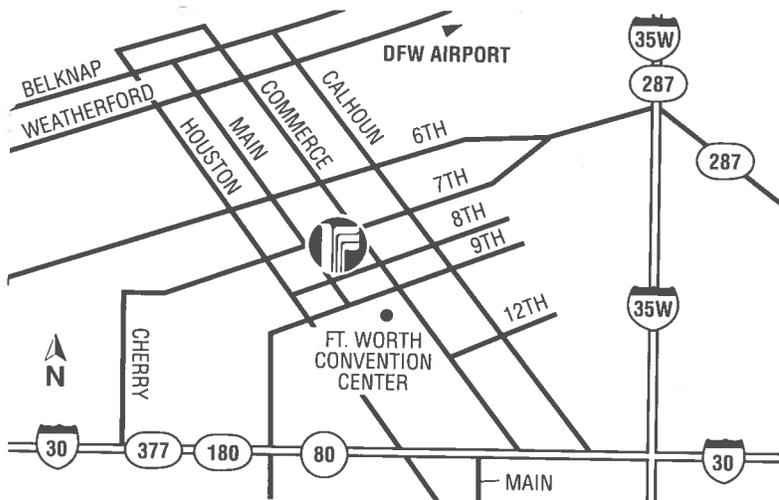 35W
DFW AIRPORT
287
BELKNAP
WEATHERFORD
HOUSTON
MAIN
COMMERCE
CALHOUN
6TH
287
7TH
8TH
9TH
12TH
35W
FT. WORTH
CONVENTION
CENTER
CHERRY
N
30
377
180
80
30
MAIN